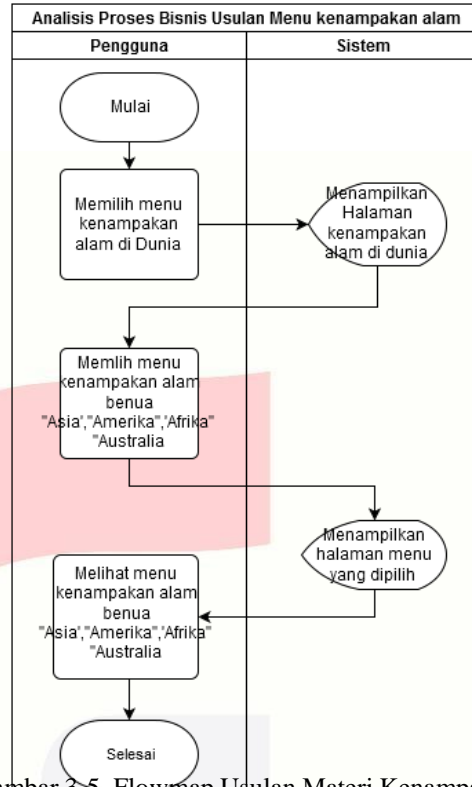 Analisis Proses Bisnis Usulan Menu kenampakan alam
Pengguna
Sistem
Mulai
Memilih menu
kenampakan
alam di Dunia
Menampilkan
Halaman
kenampakan
alam di dunia
Memlih menu
kenampakan alam
benua
"Asia',"Amerika",'Afrika"
"Australia
Menampilkan
halaman menu
yang dipilih
Melihat menu
kenampakan alam
benua
"Asia',"Amerika",'Afrika"
"Australia
Selesai
ambar 3-5 Flowmap Usulan Materi Kenampa